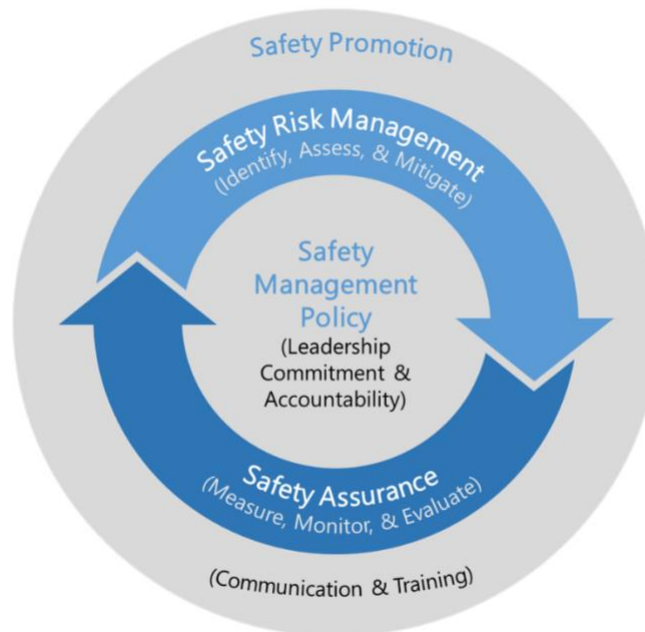 Safety Promotion
Safety Risk Management
(Identify, Assess, & Mitigate)
Safety
Management
Policy
(Leadership
Commitment &
Accountability)
Safety Assurance
(Measure, Monitor, & Evaluate)
(Communication & Training)